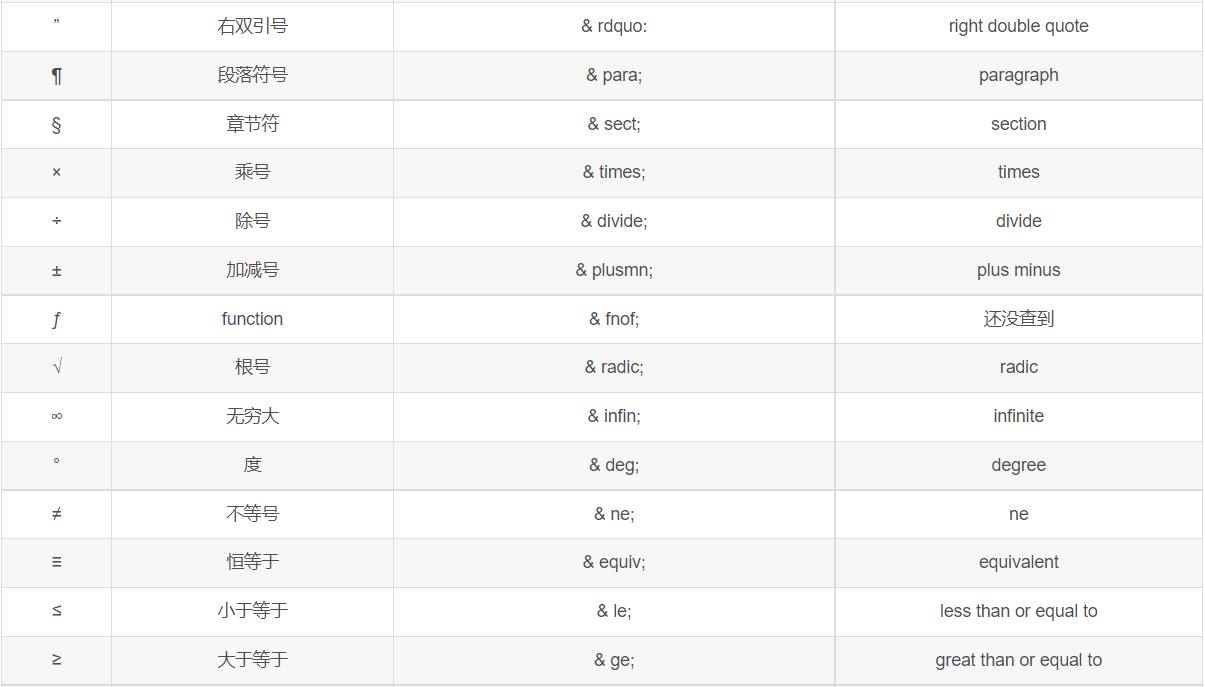 ” 右双引号 & rdquo: right double quote
¶ 段落符号 & para; paragraph
§ 章节符 & sect; section
× 乘号 & times; times
÷ 除号 & divide; divide
± 加减号 & plusmn; plus minus
ƒ function & fnof; 还没查到
√ 根号 & radic; radic
∞ 无穷大 & infin; infinite
° 度 & deg; degree
≠ 不等号 & ne; ne
≡ 恒等于 & equiv; equivalent
≤ 小于等于 & le; less than or equal to
≥ 大于等于 & ge; great than or equal to